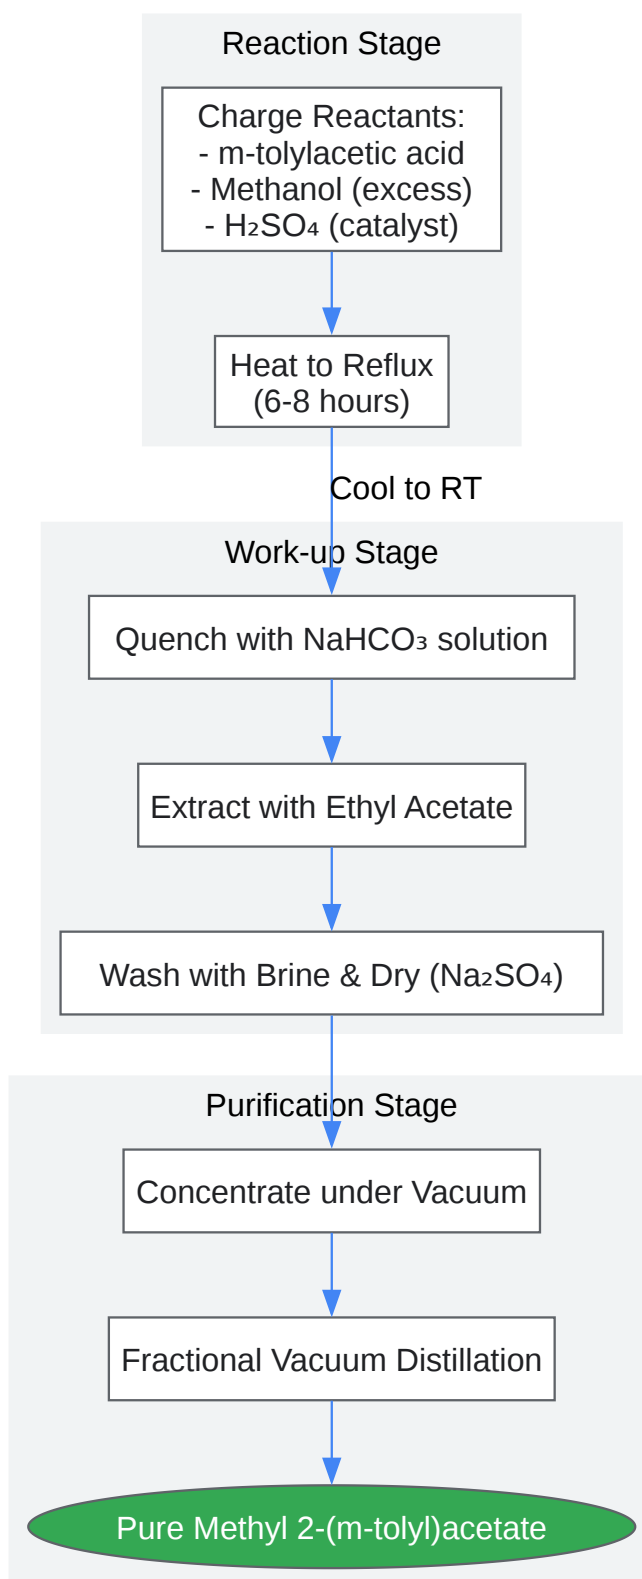 Reaction Stage
Charge Reactants:
- m-tolylacetic acid
- Methanol (excess)
- H₂SO₄ (catalyst)
Heat to Reflux
(6-8 hours)
Cool to RT
Work-up Stage
Quench with NaHCO₃ solution
Extract with Ethyl Acetate
Wash with Brine & Dry (Na₂SO₄)
Purification Stage
Concentrate under Vacuum
Fractional Vacuum Distillation
Pure Methyl 2-(m-tolyl)acetate